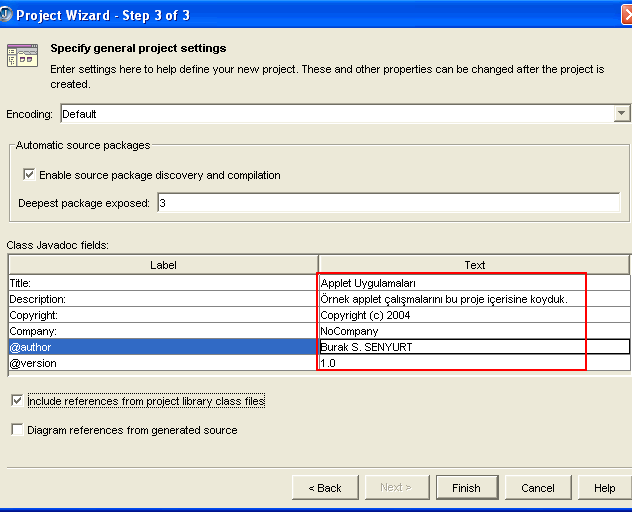 Project Wizard - Step 3 of 3
Specify general project settings
Enter settings here to help define your new project. These and other properties can be changed after the project is
created.
Encoding: Default
Automatic source packages
Enable source package discovery and compilation
Deepest package exposed: 3
Class Javadoc fields:
Label Text
Title: Applet Uygulamaları
Description: Örnek applet çalışmalarını bu proje içerisine koyduk.
Copyright: Copyright (c) 2004
Company: NoCompany
@author Burak S. SENYURT
@version 1.0
Include references from project library class files
Diagram references from generated source
< Back Next > Finish Cancel Help